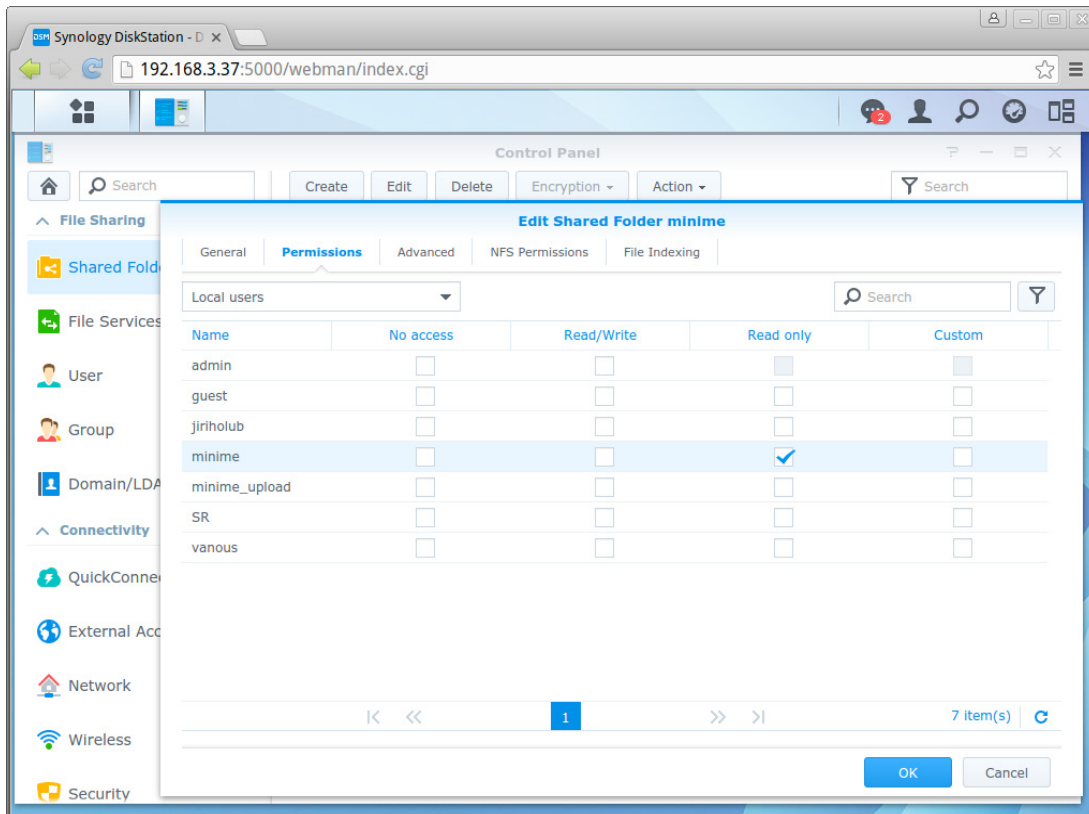 DSM Synology DiskStation - D
192.168.3.37:5000/webman/index.cgi
2
Control Panel
Search Create Edit Delete Encryption Action Search
File Sharing
Edit Shared Folder minime
General Permissions Advanced NFS Permissions File Indexing
Shared Fold
Local users Search
File Services
Name No access Read/Write Read only Custom
admin
User
guest
jiriholub
Group
minime
Domain/LDA
minime_upload
SR
Connectivity
vanous
QuickConne
External Acc
Network
1 7 item(s)
Wireless
OK Cancel
Security